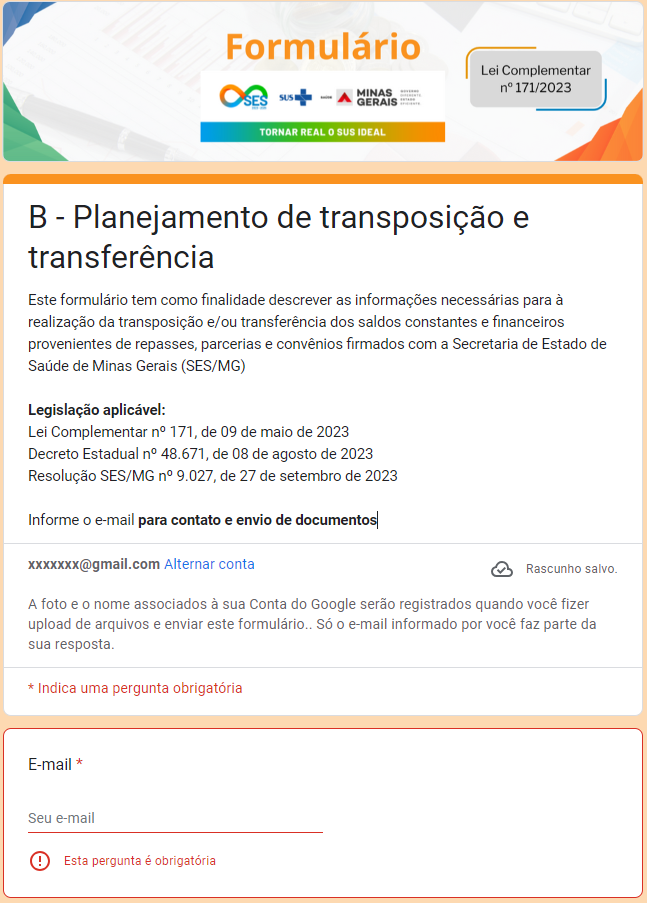 Formulário
Lei Complementar
nº 171/2023
SES
SUS
MINAS
GERAIS
GOVERNO
DIFERENTE.
ESTADO
EFICIENTE.
TORNAR REAL O SUS IDEAL
B - Planejamento de transposição e
transferência
Este formulário tem como finalidade descrever as informações necessárias para à
realização da transposição e/ou transferência dos saldos constantes e financeiros
provenientes de repasses, parcerias e convênios firmados com a Secretaria de Estado de
Saúde de Minas Gerais (SES/MG)
Legislação aplicável:
Lei Complementar nº 171, de 09 de maio de 2023
Decreto Estadual nº 48.671, de 08 de agosto de 2023
Resolução SES/MG nº 9.027, de 27 de setembro de 2023
Informe o e-mail para contato e envio de documentos
xxxxxxx@gmail.com Alternar conta
Rascunho salvo.
A foto e o nome associados à sua Conta do Google serão registrados quando você fizer
upload de arquivos e enviar este formulário.. Só o e-mail informado por você faz parte da
sua resposta.
* Indica uma pergunta obrigatória
E-mail *
Seu e-mail
Esta pergunta é obrigatória